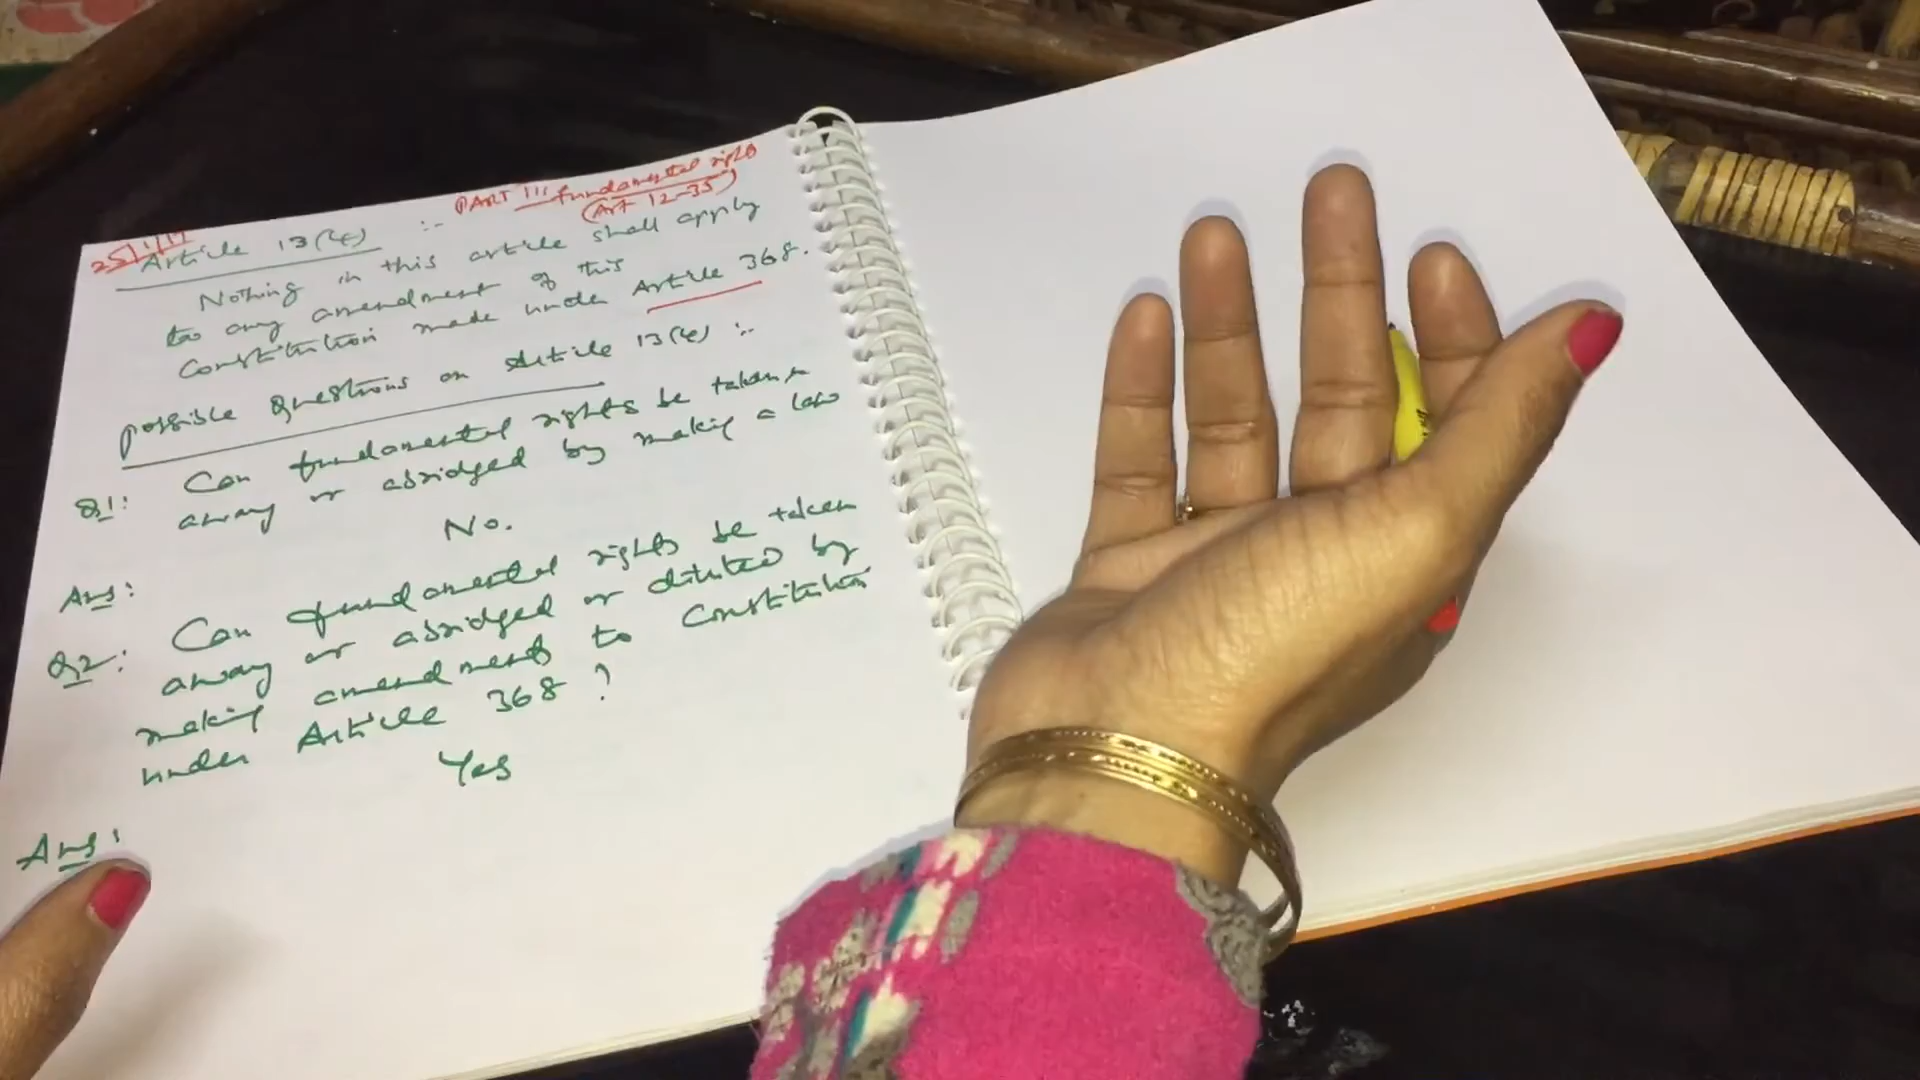 PART III fundamental rights
(Art 12-35)
25/1/17
Article 13(4) :-
Nothing in this article shall apply
to any amendment of this
Constitution made under Article 368.
possible questions on Article 13(4) :-
Q1: Can fundamental rights be taken
away or abridged by making a law
Ans: No.
Q2: Can fundamental rights be taken
away or abridged or diluted by
making amendments to Constitution
under Article 368 ?
Ans: Yes